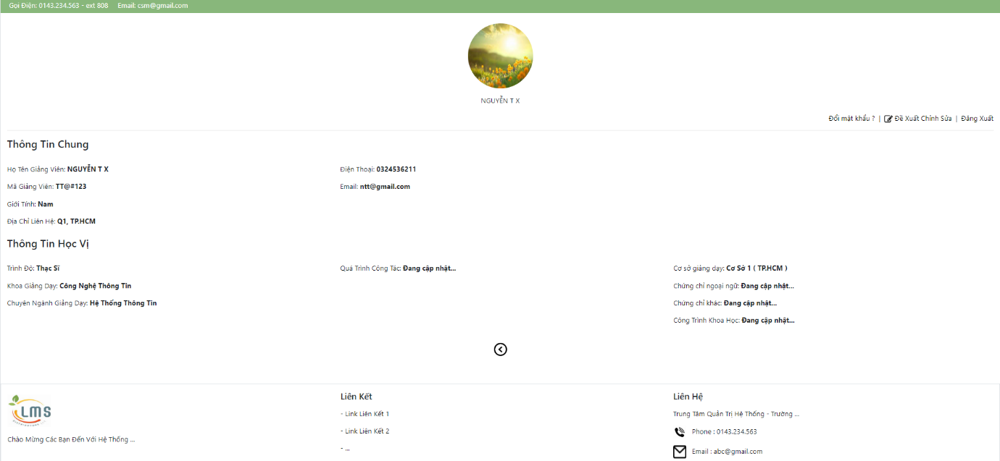 Gọi Điện: 0143.234.563 - ext 808 Email: csm@gmail.com
NGUYỄN T X
Đổi mật khẩu ? | Đề Xuất Chỉnh Sửa | Đăng Xuất
Thông Tin Chung
Họ Tên Giảng Viên: NGUYỄN T X
Điện Thoại: 0324536211
Mã Giảng Viên: TT@#123
Email: ntt@gmail.com
Giới Tính: Nam
Địa Chỉ Liên Hệ: Q1, TP.HCM
Thông Tin Học Vị
Trình Độ: Thạc Sĩ
Quá Trình Công Tác: Đang cập nhật...
Cơ sở giảng dạy: Cơ Sở 1 ( TP.HCM )
Khoa Giảng Dạy: Công Nghệ Thông Tin
Chứng chỉ ngoại ngữ: Đang cập nhật...
Chuyên Ngành Giảng Dạy: Hệ Thống Thông Tin
Chứng chỉ khác: Đang cập nhật...
Công Trình Khoa Học: Đang cập nhật...
LMS
Chào Mừng Các Bạn Đến Với Hệ Thống ...
Liên Kết
- Link Liên Kết 1
- Link Liên Kết 2
- ...
Liên Hệ
Trung Tâm Quản Trị Hệ Thống - Trường ...
Phone : 0143.234.563
Email : abc@gmail.com